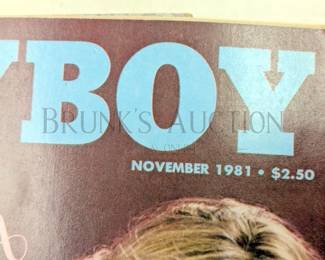 YBOY
BRUNK'S AUCTION
NOVEMBER 1981 • $2.50